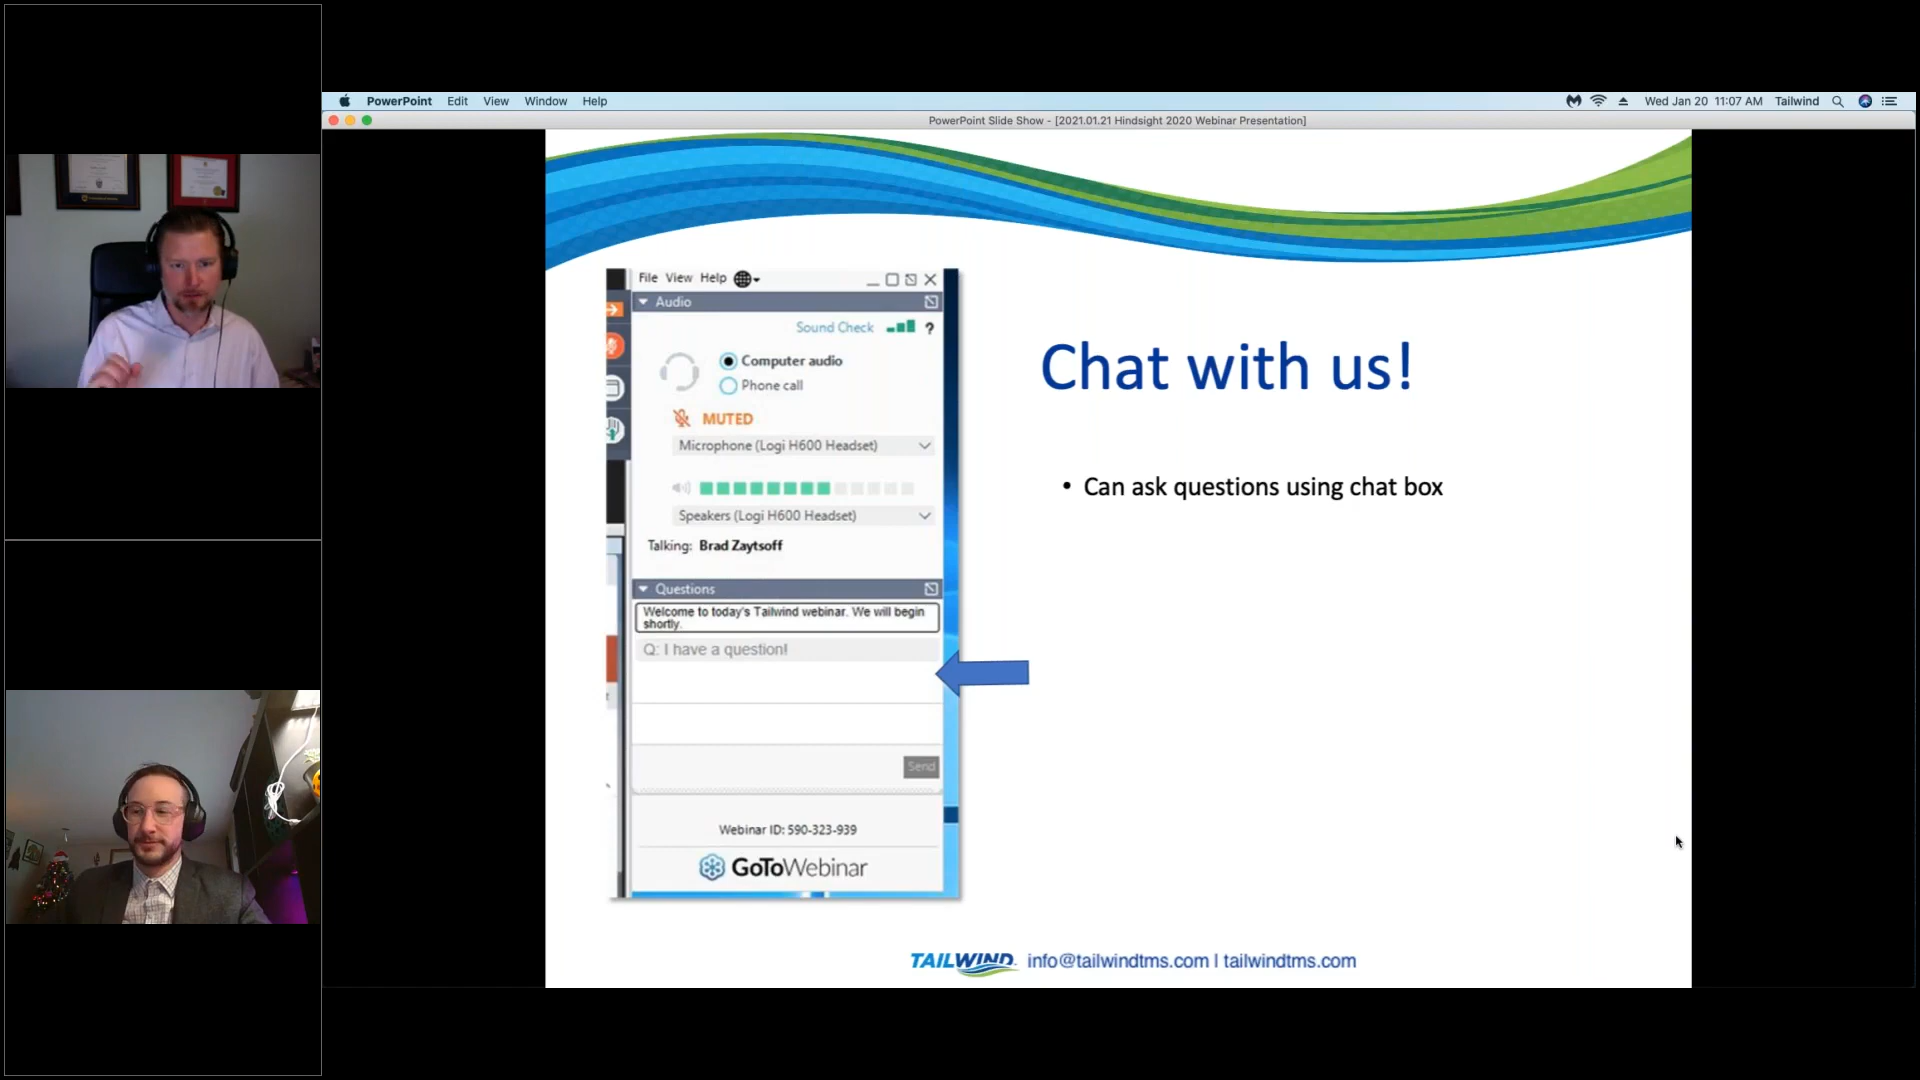 PowerPoint Edit View Window Help Wed Jan 20 11:07 AM Tailwind
PowerPoint Slide Show - [2021.01.21 Hindsight 2020 Webinar Presentation]
File View Help
Audio
Sound Check ?
Computer audio
Phone call
MUTED
Microphone (Logi H600 Headset)
Speakers (Logi H600 Headset)
Talking: Brad Zaytsoff
Questions
Welcome to today's Tailwind webinar. We will begin
shortly.
Q: I have a question!
Send
Webinar ID: 590-323-939
GoToWebinar
Chat with us!
• Can ask questions using chat box
TAILWIND info@tailwindtms.com | tailwindtms.com